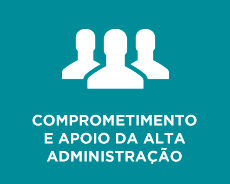 COMPROMETIMENTO
E APOIO DA ALTA
ADMINISTRAÇÃO